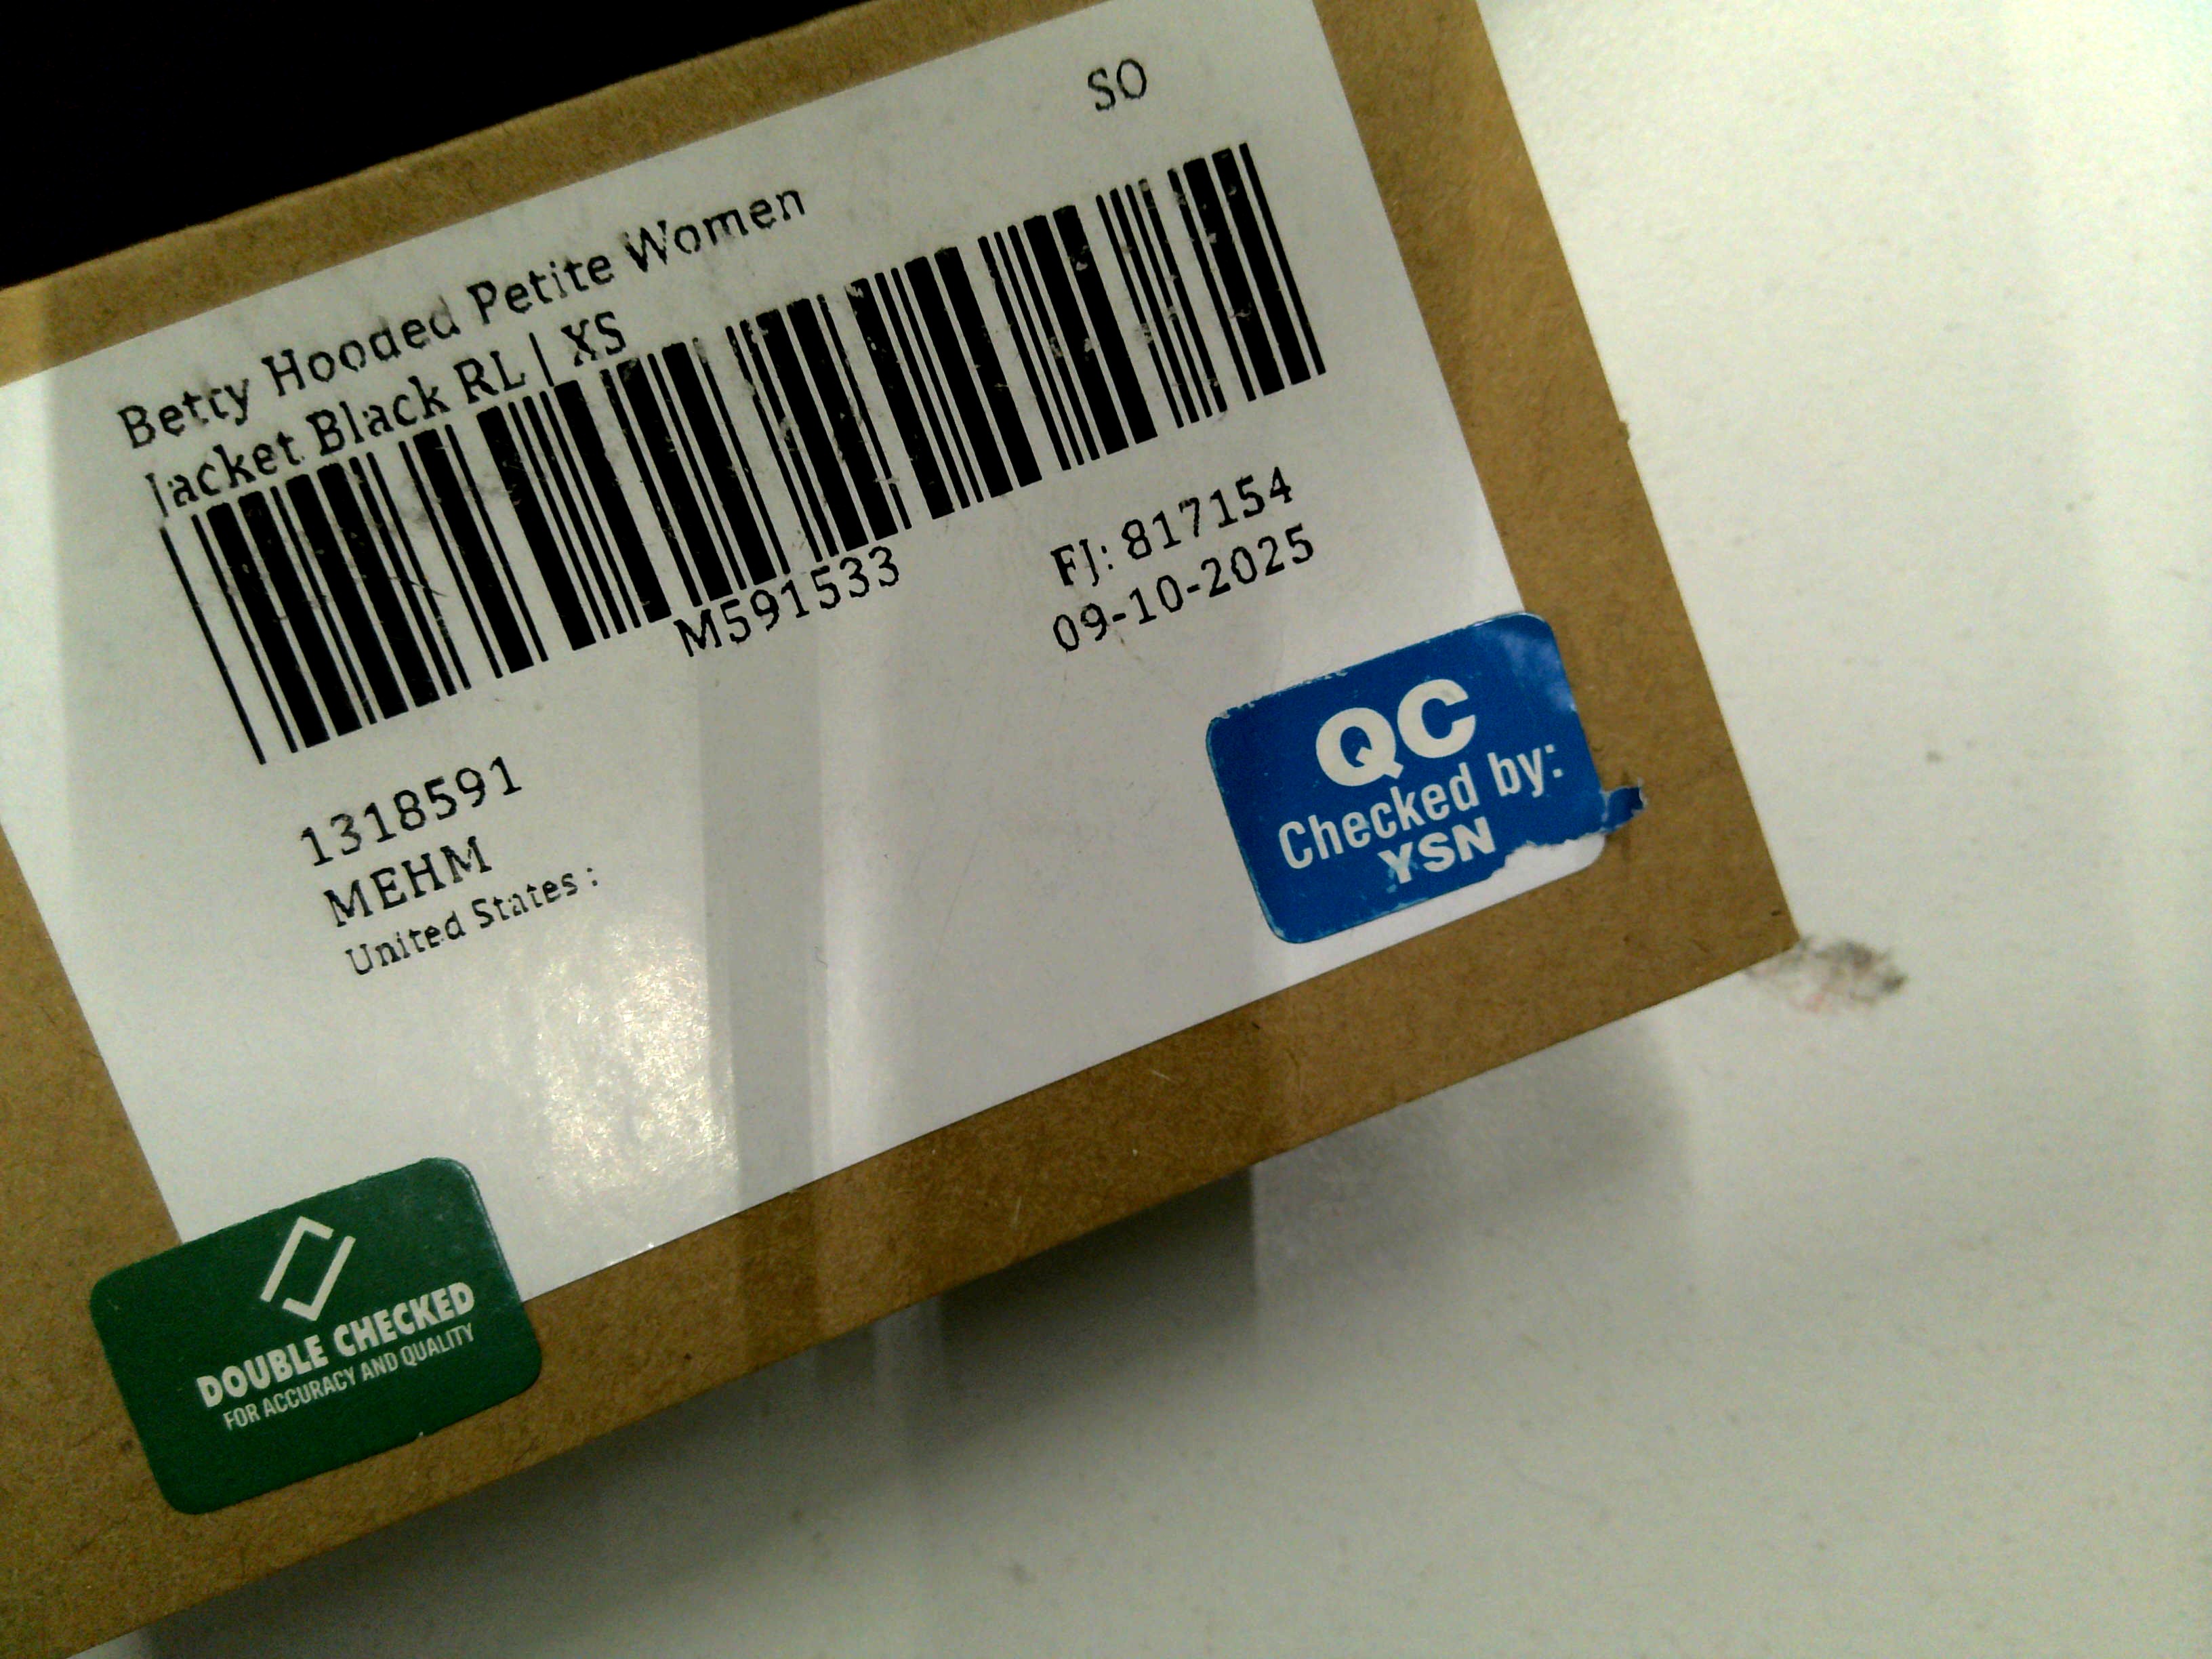 SO
Betty Hooded Petite Women
Jacket Black RL | XS
M591533
FJ: 817154
09-10-2025
1318591
MEHM
United States :
QC
Checked by:
YSN
DOUBLE CHECKED
FOR ACCURACY AND QUALITY